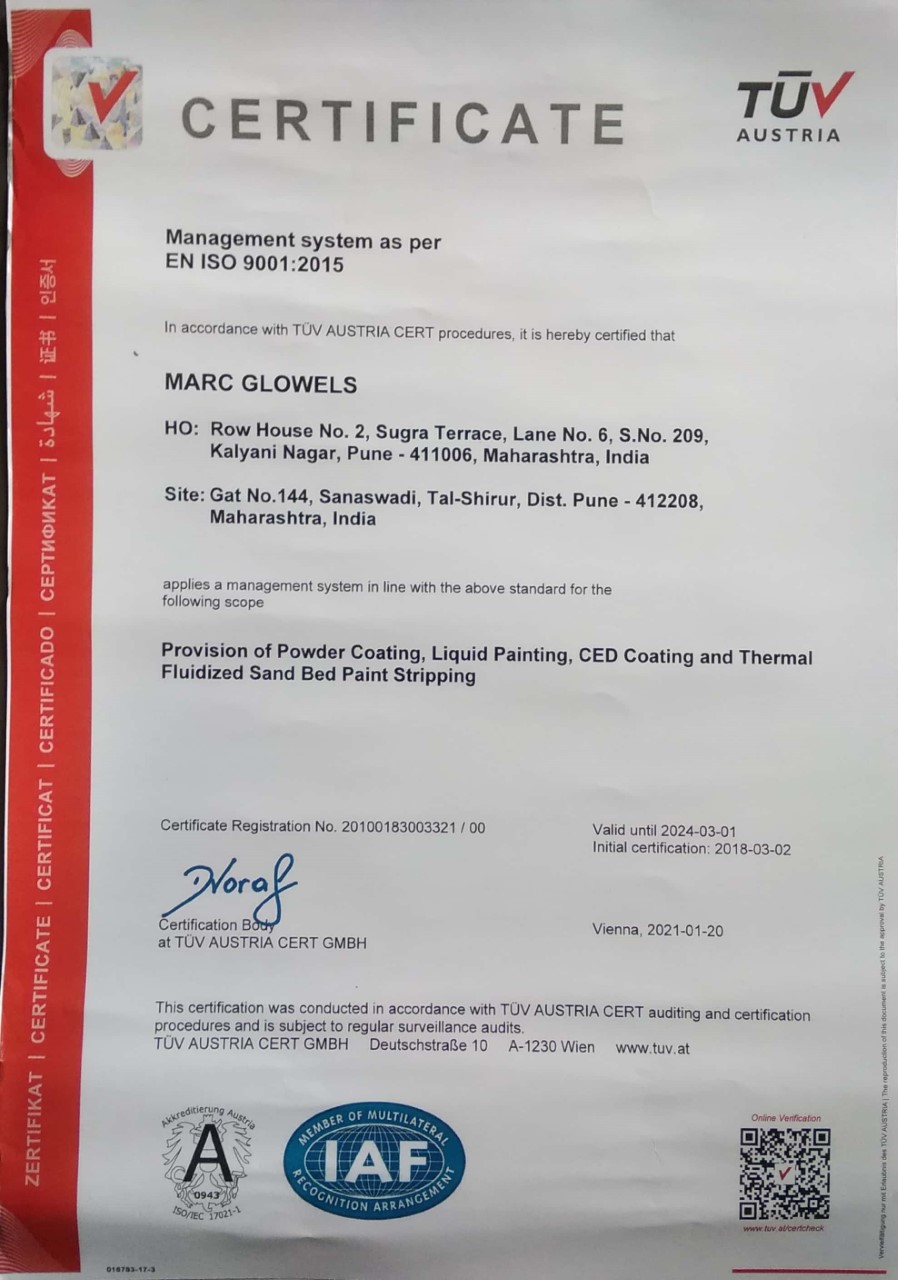 CERTIFICATE
TÜV
AUSTRIA
Management system as per
EN ISO 9001:2015
In accordance with TÜV AUSTRIA CERT procedures, it is hereby certified that
MARC GLOWELS
HO: Row House No. 2, Sugra Terrace, Lane No. 6, S.No. 209,
Kalyani Nagar, Pune - 411006, Maharashtra, India
Site: Gat No.144, Sanaswadi, Tal-Shirur, Dist. Pune - 412208,
Maharashtra, India
applies a management system in line with the above standard for the
following scope
Provision of Powder Coating, Liquid Painting, CED Coating and Thermal
Fluidized Sand Bed Paint Stripping
Certificate Registration No. 20100183003321 / 00
Valid until 2024-03-01
Initial certification: 2018-03-02
Certification Body
at TÜV AUSTRIA CERT GMBH
Vienna, 2021-01-20
This certification was conducted in accordance with TÜV AUSTRIA CERT auditing and certification
procedures and is subject to regular surveillance audits.
TÜV AUSTRIA CERT GMBH Deutschstraße 10 A-1230 Wien www.tuv.at
Akkreditierung Austria
A
0943
ISO/IEC 17021-1
MEMBER OF MULTILATERAL
IAF
RECOGNITION ARRANGEMENT
Online Verification
www.tuv.at/certcheck
016783-17-3
ZERTIFIKAT | CERTIFICATE | CERTIFICAT | CERTIFICADO | СЕРТИФИКАТ | شهادة | 证书 | 인증서
Vervielfältigung nur mit Erlaubnis des TÜV AUSTRIA | The reproduction of this document is subject to the approval by TÜV AUSTRIA